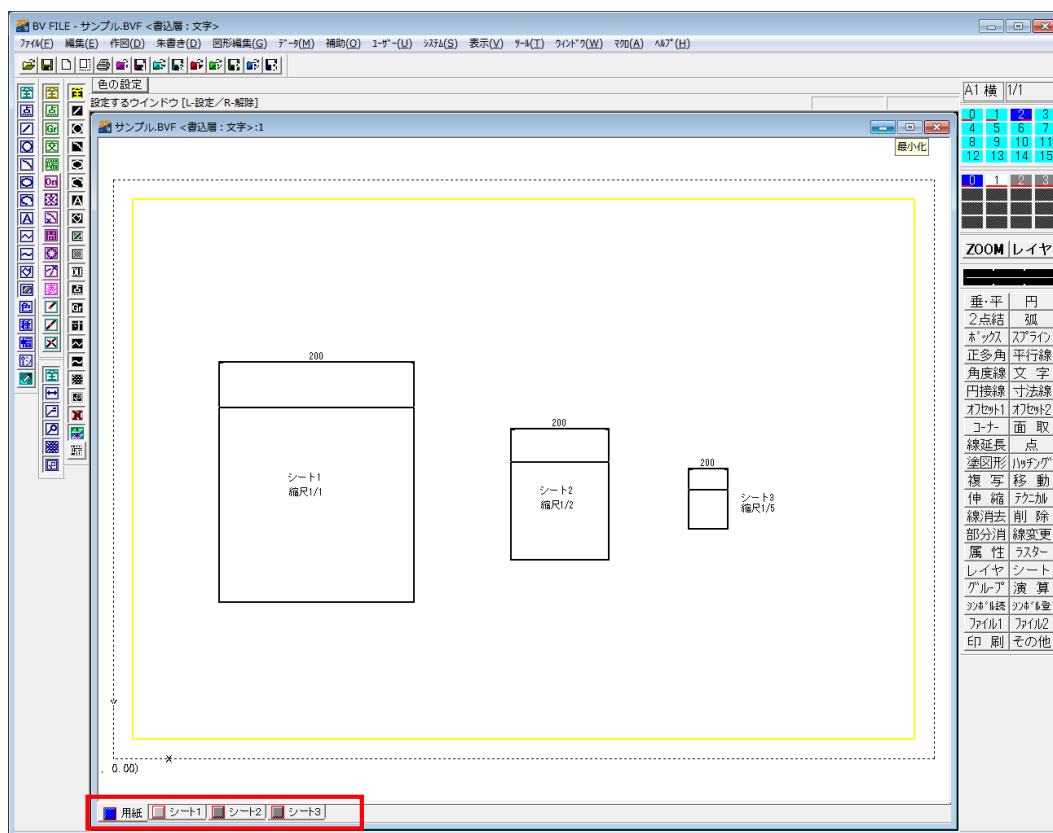 BV FILE - サンプル.BVF <書込層 : 文字>
ﾌｧｲﾙ(F) 編集(E) 作図(D) 朱書き(D) 図形編集(G) ﾃﾞｰﾀ(M) 補助(O) ﾕｰｻﾞｰ(U) ｼｽﾃﾑ(S) 表示(V) ﾂｰﾙ(T) ｳｨﾝﾄﾞｳ(W) ﾏｸﾛ(A) ﾍﾙﾌﾟ(H)
色の設定
設定するウインドウ [L-設定／R-解除]
サンプル.BVF <書込層 : 文字>:1
最小化
200
シート1
縮尺1/1
200
シート2
縮尺1/2
200
シート3
縮尺1/5
Y
X
. 0.00)
用紙 シート1 シート2 シート3
A1 横 1/1
0 1 2 3
4 5 6 7
8 9 10 11
12 13 14 15
0 1 2 3
ZOOM レイヤ
垂·平 円
2点結 弧
ﾎﾞｯｸｽ ｽﾌﾟﾗｲﾝ
正多角 平行線
角度線 文 字
円接線 寸法線
ｵﾌｾｯﾄ1 ｵﾌｾｯﾄ2
ｺｰﾅｰ 面 取
線延長 点
塗図形 ﾊｯﾁﾝｸﾞ
複 写 移 動
伸 縮 ﾃｸﾆｶﾙ
線消去 削 除
部分消 線変更
属 性 ﾗｽﾀｰ
レイヤ シート
ｸﾞﾙｰﾌﾟ 演 算
ｼﾝﾎﾞﾙ読 ｼﾝﾎﾞﾙ登
ﾌｧｲﾙ1 ﾌｧｲﾙ2
印 刷 その他